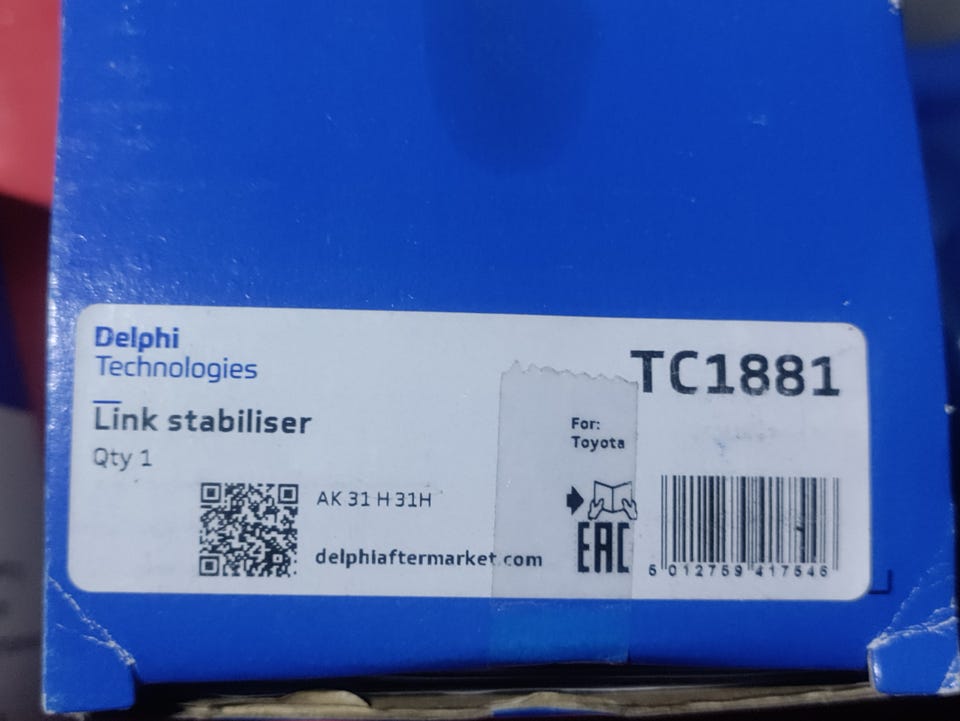 Delphi
Technologies
TC1881
Link stabiliser
Qty 1
For:
Toyota
AK 31 H 31H
delphiaftermarket.com
EAC
5 012759 417546